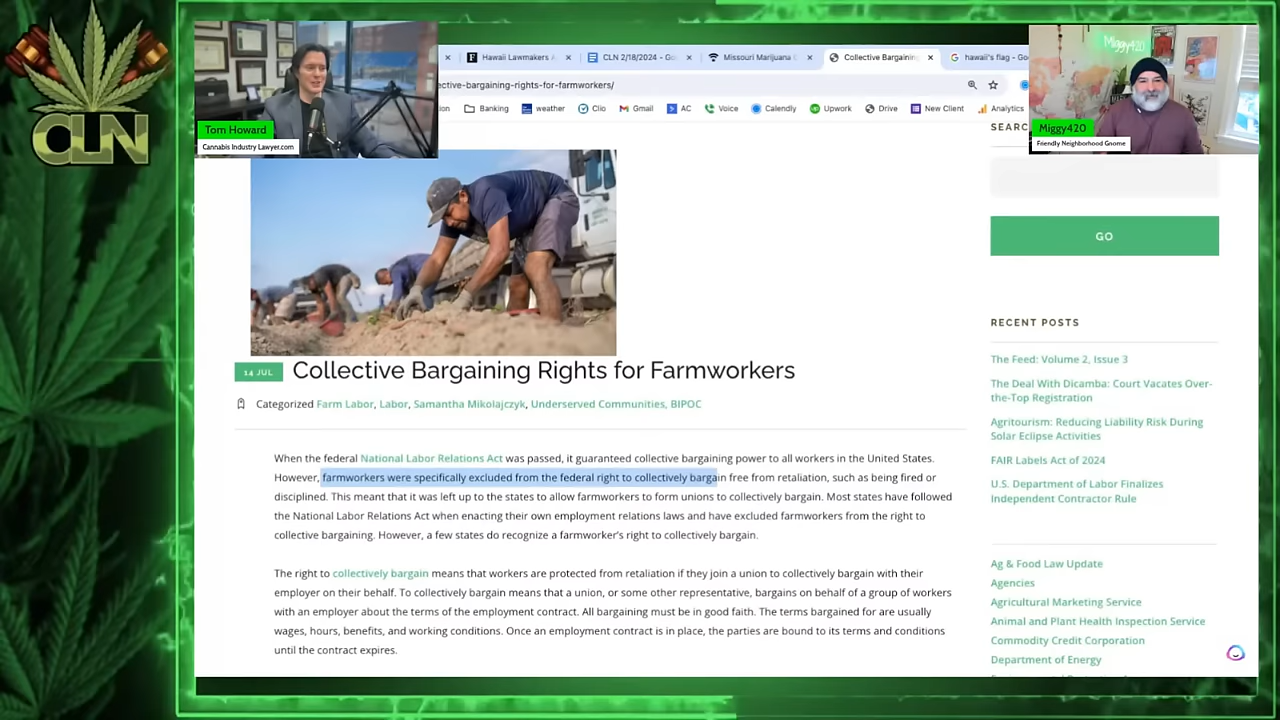 CLN
Tom Howard
Cannabis Industry Lawyer.com
Miggy420
Miggy420
Friendly Neighborhood Gnome
Hawaii Lawmakers
CLN 2/18/2024 - Go
Missouri Marijuana
Collective Bargaining
hawaii's flag - Go
ective-bargaining-rights-for-farmworkers/
Banking
weather
Clio
Gmail
AC
Voice
Calendly
Upwork
Drive
New Client
Analytics
SEARC
GO
14 JUL
Collective Bargaining Rights for Farmworkers
Categorized Farm Labor, Labor, Samantha Mikolajczyk, Underserved Communities, BIPOC
When the federal National Labor Relations Act was passed, it guaranteed collective bargaining power to all workers in the United States.
However, farmworkers were specifically excluded from the federal right to collectively bargain free from retaliation, such as being fired or
disciplined. This meant that it was left up to the states to allow farmworkers to form unions to collectively bargain. Most states have followed
the National Labor Relations Act when enacting their own employment relations laws and have excluded farmworkers from the right to
collective bargaining. However, a few states do recognize a farmworker's right to collectively bargain.
The right to collectively bargain means that workers are protected from retaliation if they join a union to collectively bargain with their
employer on their behalf. To collectively bargain means that a union, or some other representative, bargains on behalf of a group of workers
with an employer about the terms of the employment contract. All bargaining must be in good faith. The terms bargained for are usually
wages, hours, benefits, and working conditions. Once an employment contract is in place, the parties are bound to its terms and conditions
until the contract expires.
RECENT POSTS
The Feed: Volume 2, Issue 3
The Deal With Dicamba: Court Vacates Over-
the-Top Registration
Agritourism: Reducing Liability Risk During
Solar Eclipse Activities
FAIR Labels Act of 2024
U.S. Department of Labor Finalizes
Independent Contractor Rule
Ag & Food Law Update
Agencies
Agricultural Marketing Service
Animal and Plant Health Inspection Service
Commodity Credit Corporation
Department of Energy